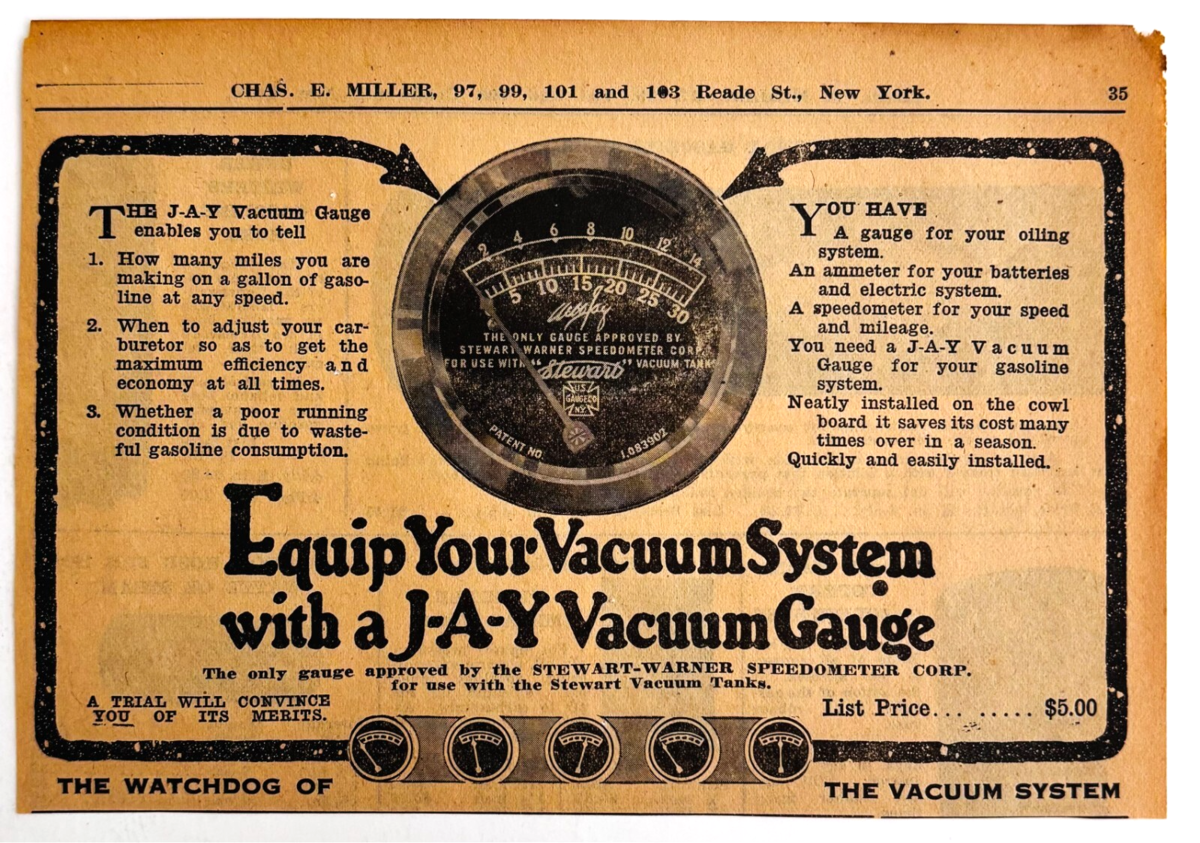 CHAS. E. MILLER, 97, 99, 101 and 103 Reade St., New York.
35
THE J-A-Y Vacuum Gauge
enables you to tell
1. How many miles you are
making on a gallon of gaso-
line at any speed.
2. When to adjust your car-
buretor so as to get the
maximum efficiency and
economy at all times.
3. Whether a poor running
condition is due to waste-
ful gasoline consumption.
2 4 6 8 10 12 14
5 10 15 20 25 30
THE ONLY GAUGE APPROVED BY
STEWART WARNER SPEEDOMETER CORP.
FOR USE WITH "Stewart" VACUUM TANK
U.S.
GAUGE CO
N.Y.
PATENT NO. 1,083902
YOU HAVE
A gauge for your oiling
system.
An ammeter for your batteries
and electric system.
A speedometer for your speed
and mileage.
You need a J-A-Y Vacuum
Gauge for your gasoline
system.
Neatly installed on the cowl
board it saves its cost many
times over in a season.
Quickly and easily installed.
Equip Your Vacuum System
with a J-A-Y Vacuum Gauge
The only gauge approved by the STEWART-WARNER SPEEDOMETER CORP.
for use with the Stewart Vacuum Tanks.
A TRIAL WILL CONVINCE
YOU OF ITS MERITS.
List Price... ...... $5.00
THE WATCHDOG OF
THE VACUUM SYSTEM